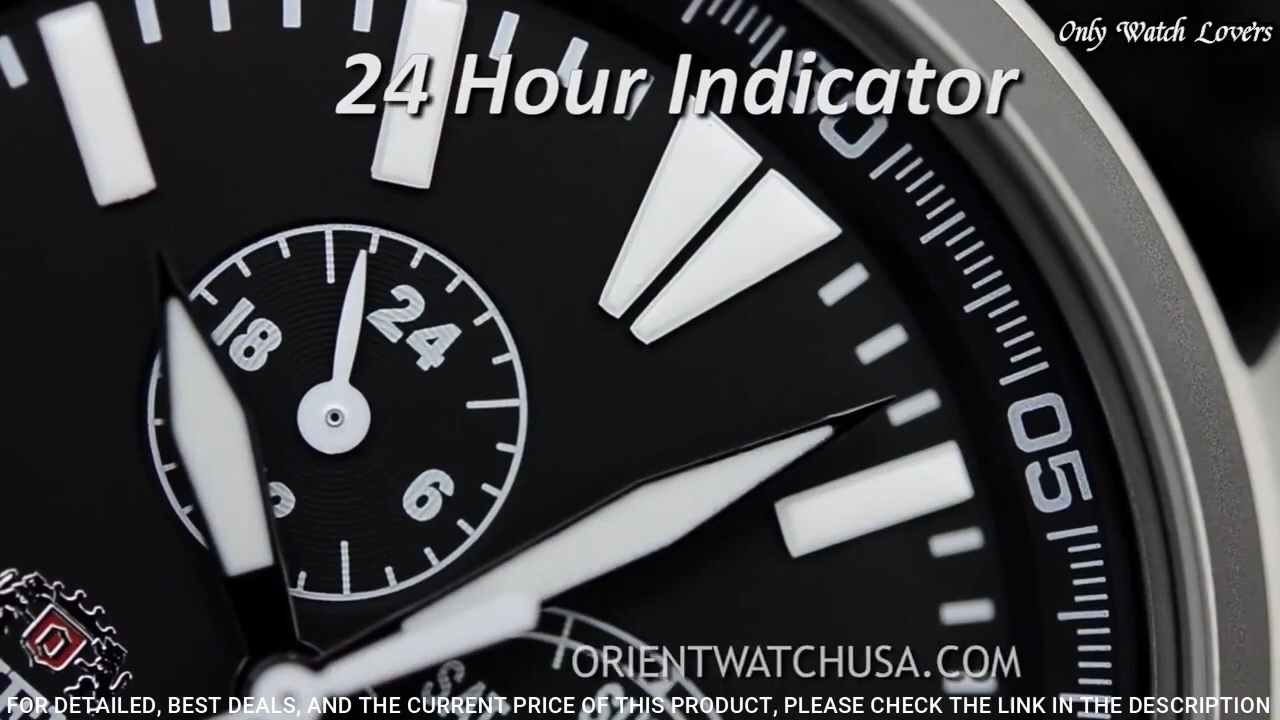 Only Watch Lovers
24 Hour Indicator
24
18
6
05
ORIENTWATCHUSA.COM
FOR DETAILED, BEST DEALS, AND THE CURRENT PRICE OF THIS PRODUCT, PLEASE CHECK THE LINK IN THE DESCRIPTION